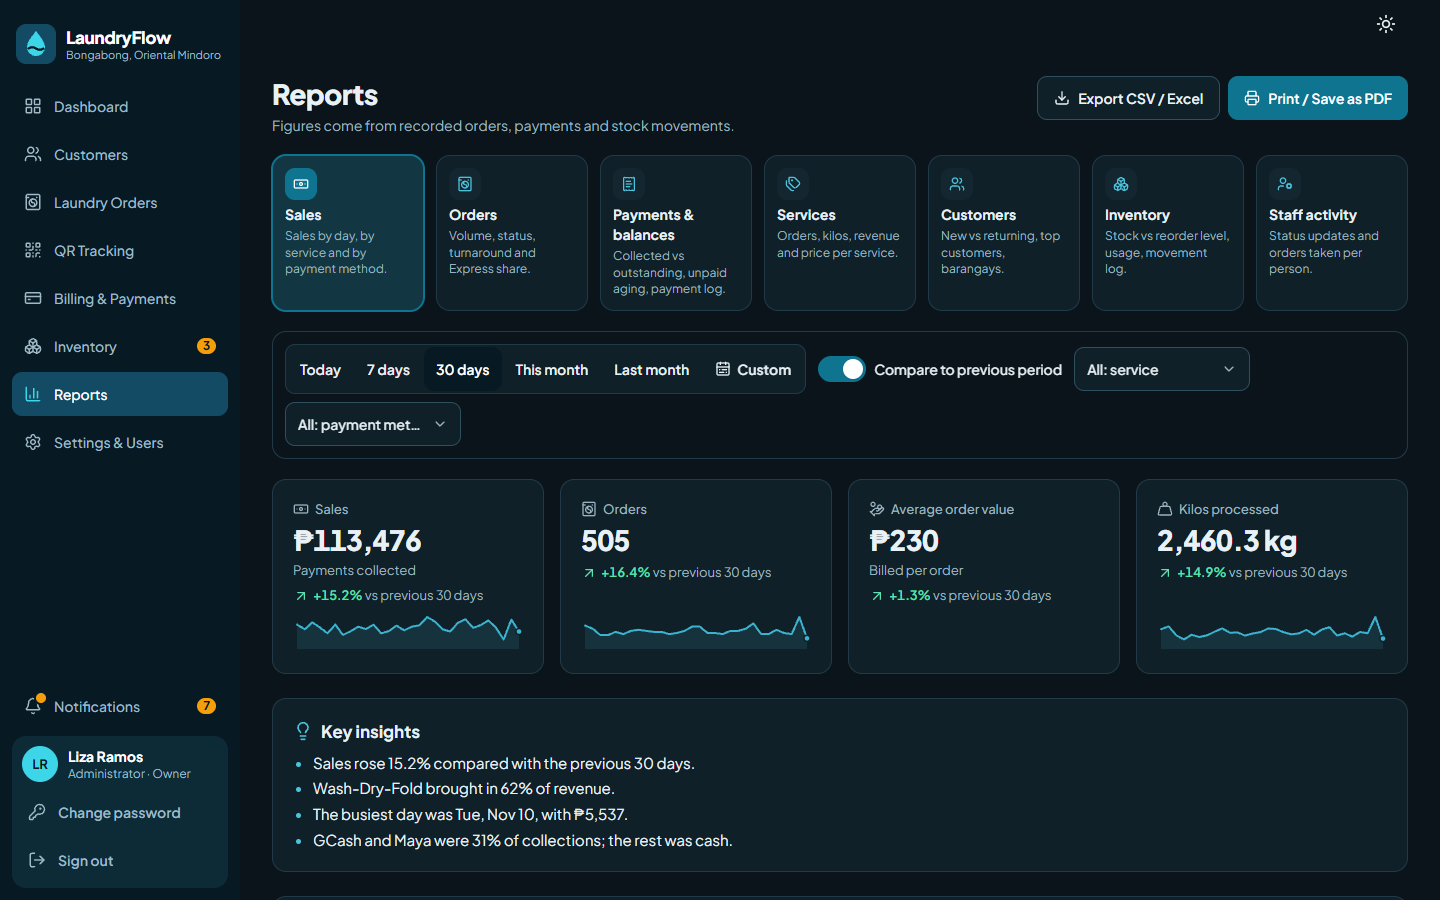 LaundryFlow
Bongabong, Oriental Mindoro
Dashboard
Customers
Laundry Orders
QR Tracking
Billing & Payments
Inventory
3
Reports
Settings & Users
Notifications
7
LR
Liza Ramos
Administrator · Owner
Change password
Sign out
Reports
Figures come from recorded orders, payments and stock movements.
Export CSV / Excel
Print / Save as PDF
Sales
Sales by day, by
service and by
payment method.
Orders
Volume, status,
turnaround and
Express share.
Payments &
balances
Collected vs
outstanding, unpaid
aging, payment log.
Services
Orders, kilos, revenue
and price per service.
Customers
New vs returning, top
customers,
barangays.
Inventory
Stock vs reorder level,
usage, movement
log.
Staff activity
Status updates and
orders taken per
person.
Today
7 days
30 days
This month
Last month
Custom
Compare to previous period
All: service
All: payment met...
Sales
₱113,476
Payments collected
+15.2% vs previous 30 days
Orders
505
+16.4% vs previous 30 days
Average order value
₱230
Billed per order
+1.3% vs previous 30 days
Kilos processed
2,460.3 kg
+14.9% vs previous 30 days
Key insights
• Sales rose 15.2% compared with the previous 30 days.
• Wash-Dry-Fold brought in 62% of revenue.
• The busiest day was Tue, Nov 10, with ₱5,537.
• GCash and Maya were 31% of collections; the rest was cash.